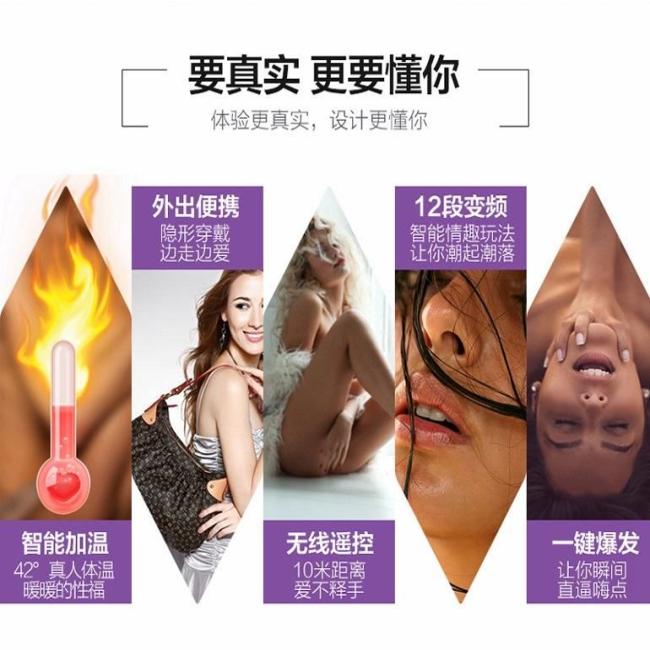 要真实 更要懂你
体验更真实，设计更懂你
外出便携
隐形穿戴
边走边爱
12段变频
智能情趣玩法
让你潮起潮落
智能加温
42° 真人体温
暖暖的性福
无线遥控
10米距离
爱不释手
一键爆发
让你瞬间
直逼嗨点